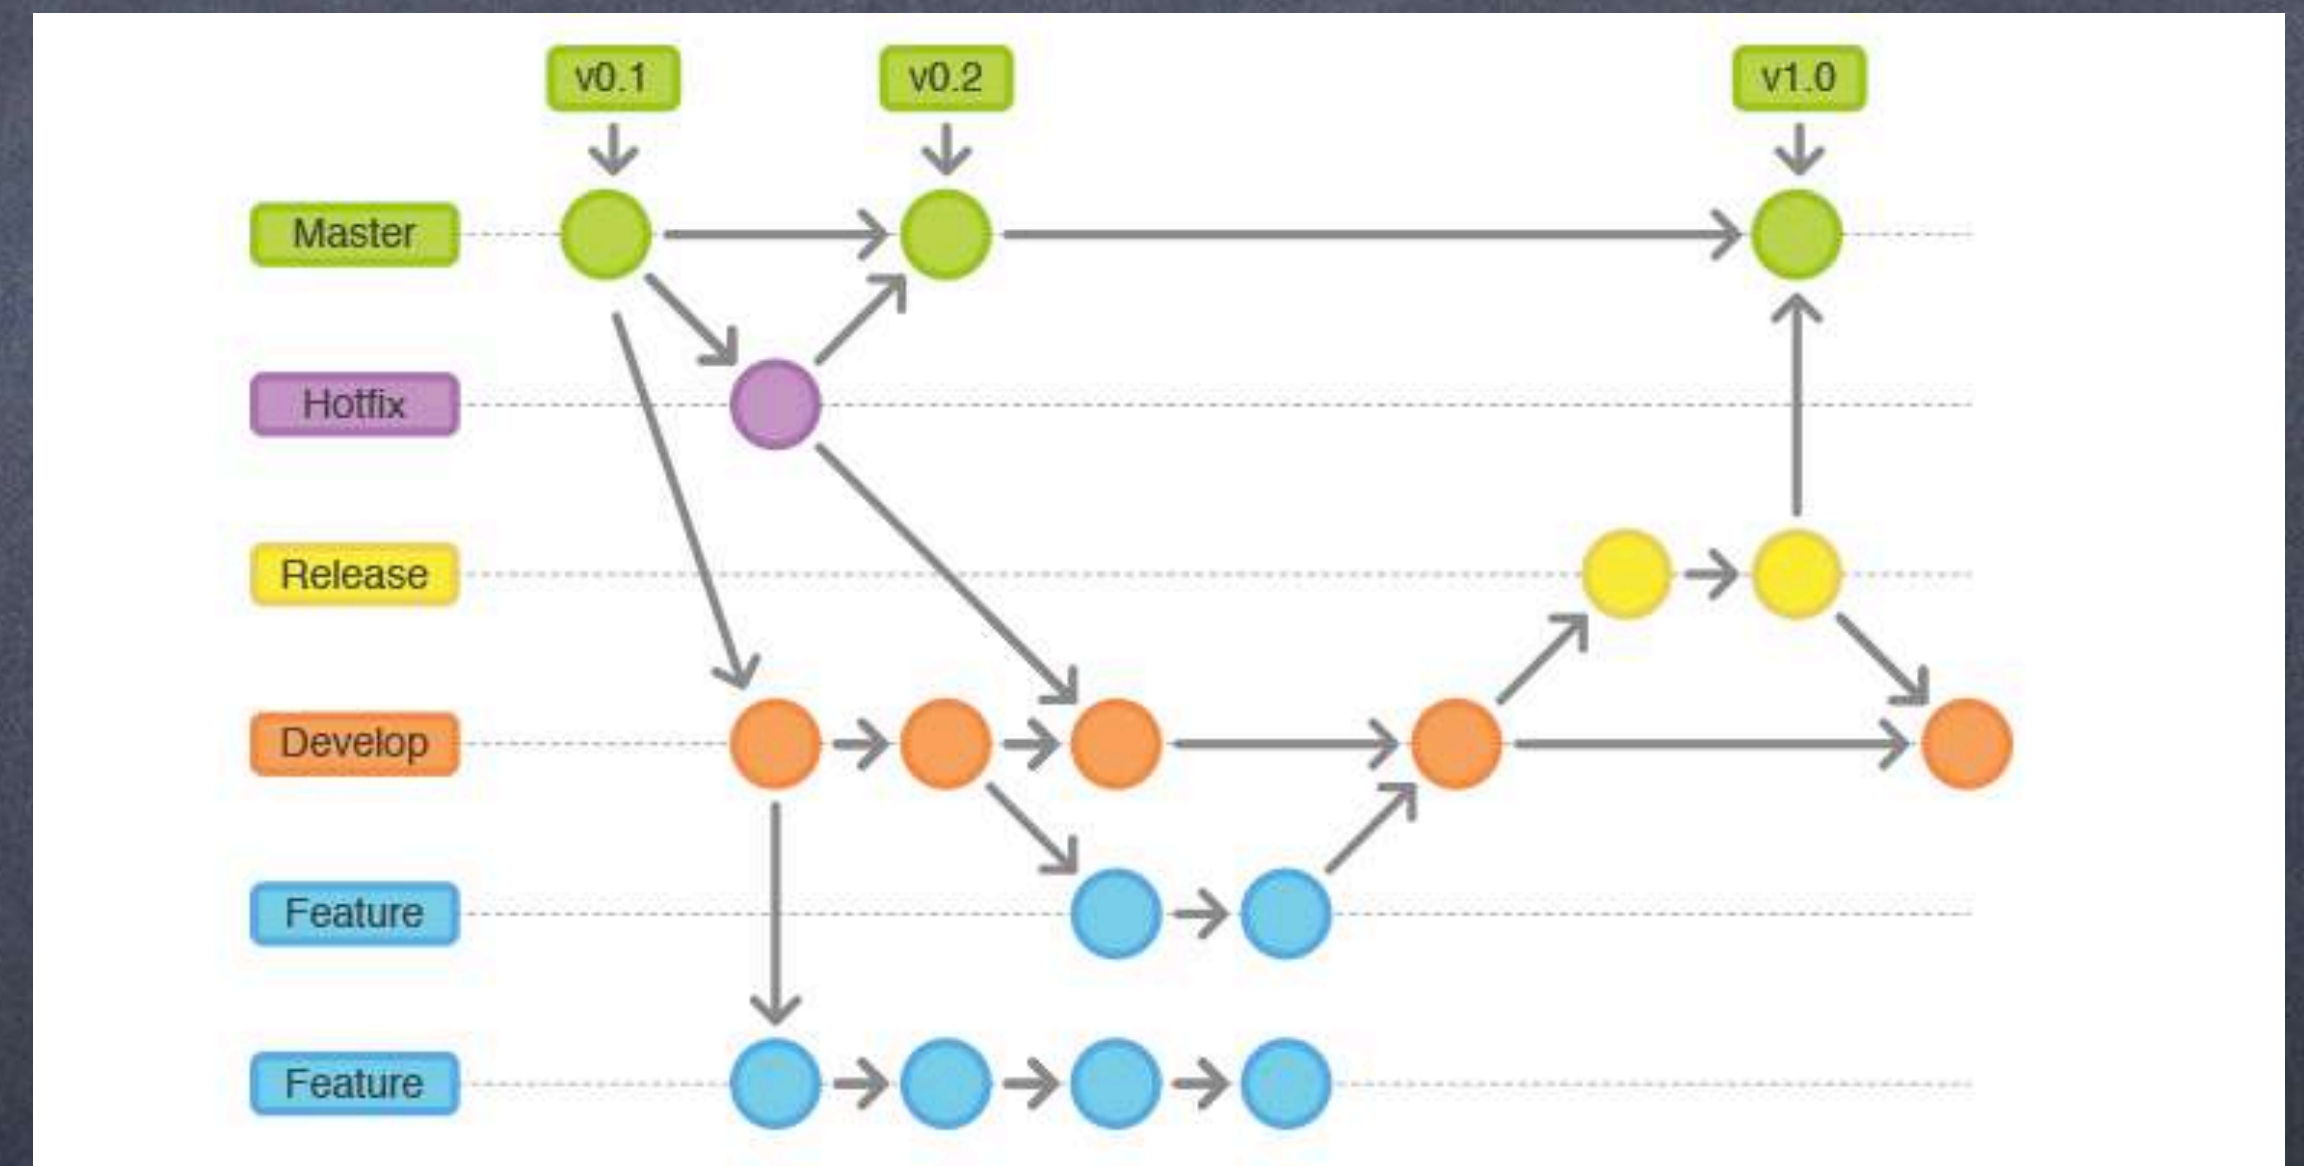 v0.1
v0.2
v1.0
Master
Hotfix
Release
Develop
Feature
Feature